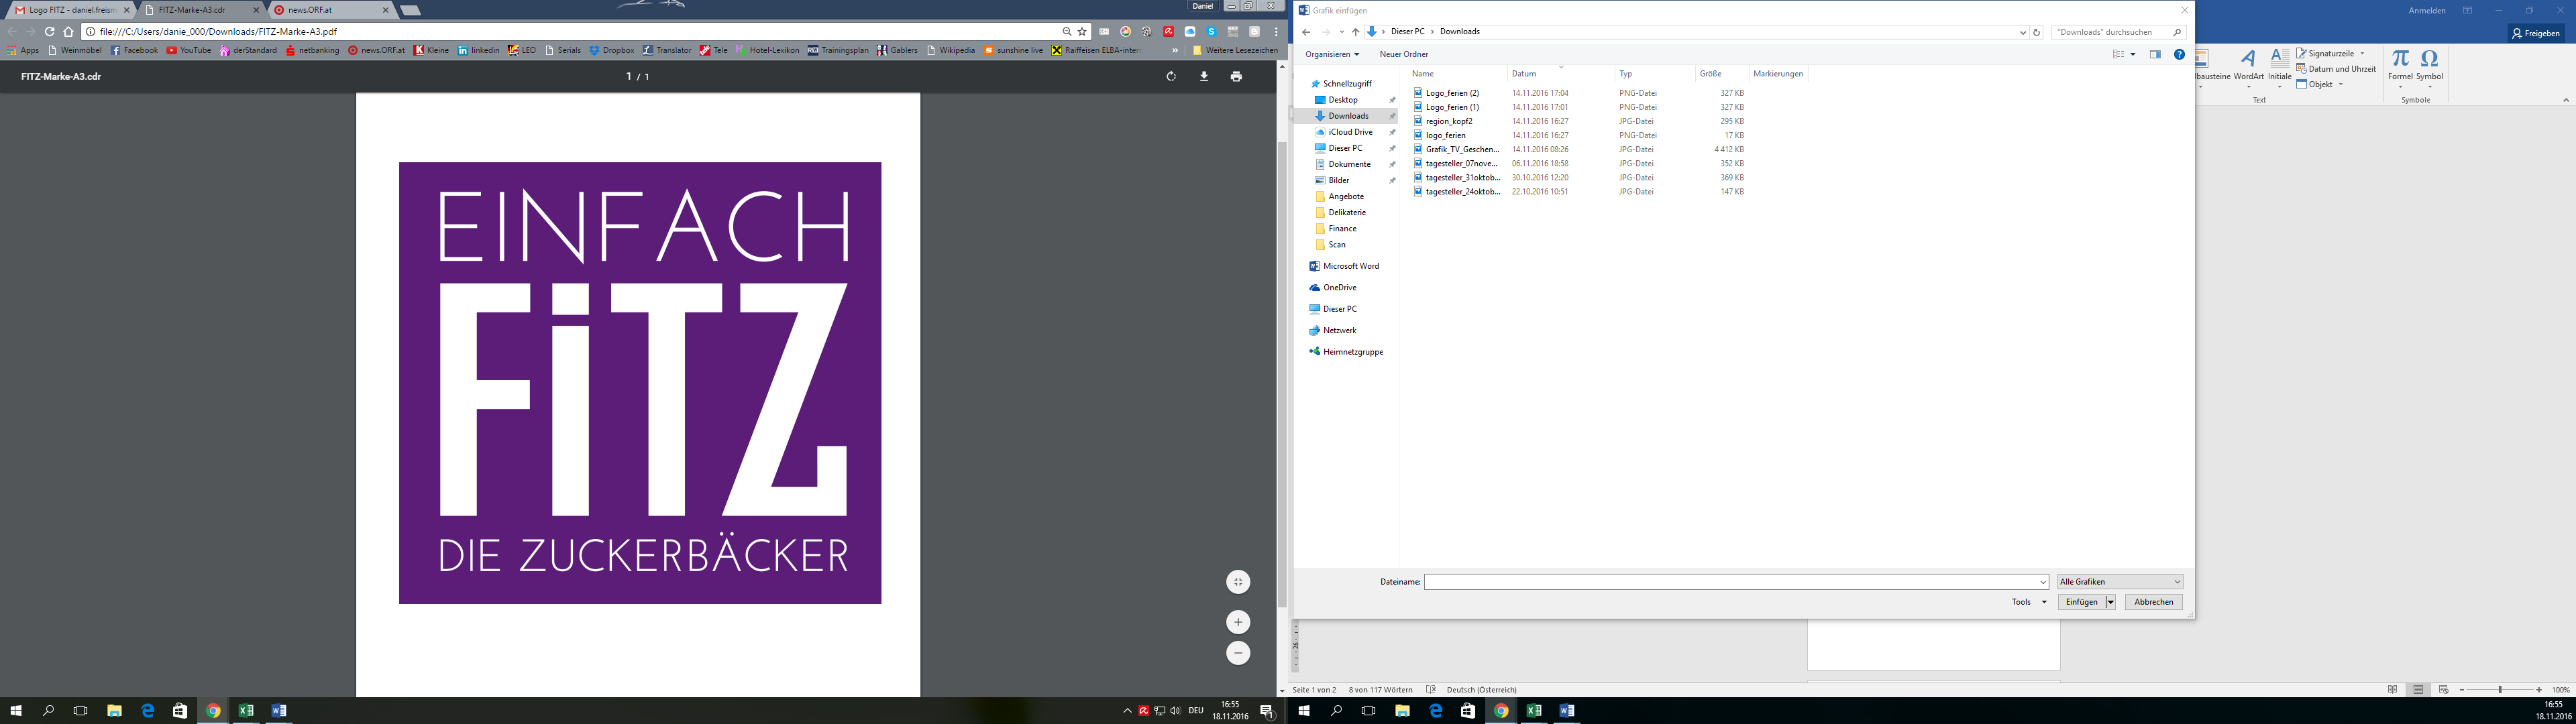 Logo FITZ - daniel.freism
FITZ-Marke-A3.cdr
news.ORF.at
Daniel
file:///C:/Users/danie_000/Downloads/FITZ-Marke-A3.pdf
Apps
Weinmöbel
Facebook
YouTube
derStandard
netbanking
news.ORF.at
Kleine
linkedin
LEO
Serials
Dropbox
Translator
Hotel-Lexikon
Trainingsplan
Gablers
Wikipedia
sunshine live
Raiffeisen ELBA-intern
»
Weitere Lesezeichen
FITZ-Marke-A3.cdr
1 / 1
EINFACH
FiTZ
DIE ZUCKERBÄCKER
DEU
16:55
18.11.2016
Grafik einfügen
Dieser PC
Downloads
"Downloads" durchsuchen
Organisieren
Neuer Ordner
Schnellzugriff
Desktop
Downloads
iCloud Drive
Dieser PC
Dokumente
Bilder
Angebote
Delikaterie
Finance
Scan
Microsoft Word
OneDrive
Dieser PC
Netzwerk
Heimnetzgruppe
Name Datum Typ Größe Markierungen
Logo_ferien (2) 14.11.2016 17:04 PNG-Datei 327 KB
Logo_ferien (1) 14.11.2016 17:01 PNG-Datei 327 KB
region_kopf2 14.11.2016 16:27 JPG-Datei 295 KB
logo_ferien 14.11.2016 16:27 PNG-Datei 17 KB
Grafik_TV_Geschen... 14.11.2016 08:26 JPG-Datei 4 412 KB
tagesteller_07nove... 06.11.2016 18:58 JPG-Datei 352 KB
tagesteller_31oktob... 30.10.2016 12:20 JPG-Datei 369 KB
tagesteller_24oktob... 22.10.2016 10:51 JPG-Datei 147 KB
Dateiname:
Alle Grafiken
Tools
Einfügen
Abbrechen
Anmelden
Freigeben
lbausteine
WordArt
Initiale
Signaturzeile
Datum und Uhrzeit
Objekt
Text
Formel
Symbol
Symbole
26
Seite 1 von 2
8 von 117 Wörtern
Deutsch (Österreich)
100%
16:55
18.11.2016